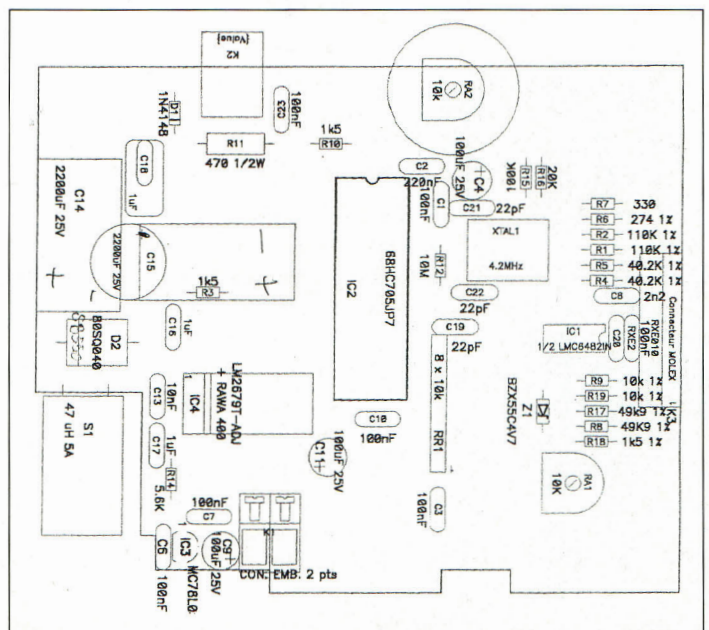 (Value)
K2
1N4148
D1
C23
100nF
RA2
10k
R11
470 1/2W
1k5
R10
C18
1uF
C14
2200uF 25V
C2
220nF
100uF 25V
C4
100K
R15
R16
20K
C1
100nF
C21
22pF
R7 330
R6 274 1%
R2 110K 1%
R1 110K 1%
R5 40.2K 1%
R4 40.2K 1%
C8 2n2
XTAL1
4.2MHz
2200uF 25V
C15
+
-
-
+
1k5
R3
IC2
68HC705JP7
10M
R12
C22
22pF
C19
22pF
IC1
1/2 LMC6482IN
C20
RXE2
100nF
RXE010
Connecteur MOLEX
K3
D2
80SQ040
C16
1uF
S1
47 uH 5A
10nF
C13
1
IC4
LM2679T-ADJ
+ RAWA 400
C17
1uF
R14
5.6K
C10
100nF
C11
100uF 25V
8 x 10k
RR1
BZX55C4V7
Z1
R9 10k 1%
R19 10k 1%
R17 49k9 1%
R8 49K9 1%
R18 1k5 1%
RA1
10K
C3
100nF
100nF
C7
C6
100nF
IC3
MC78L0
C9
100uF 25V
K1
CON. EMB. 2 pts